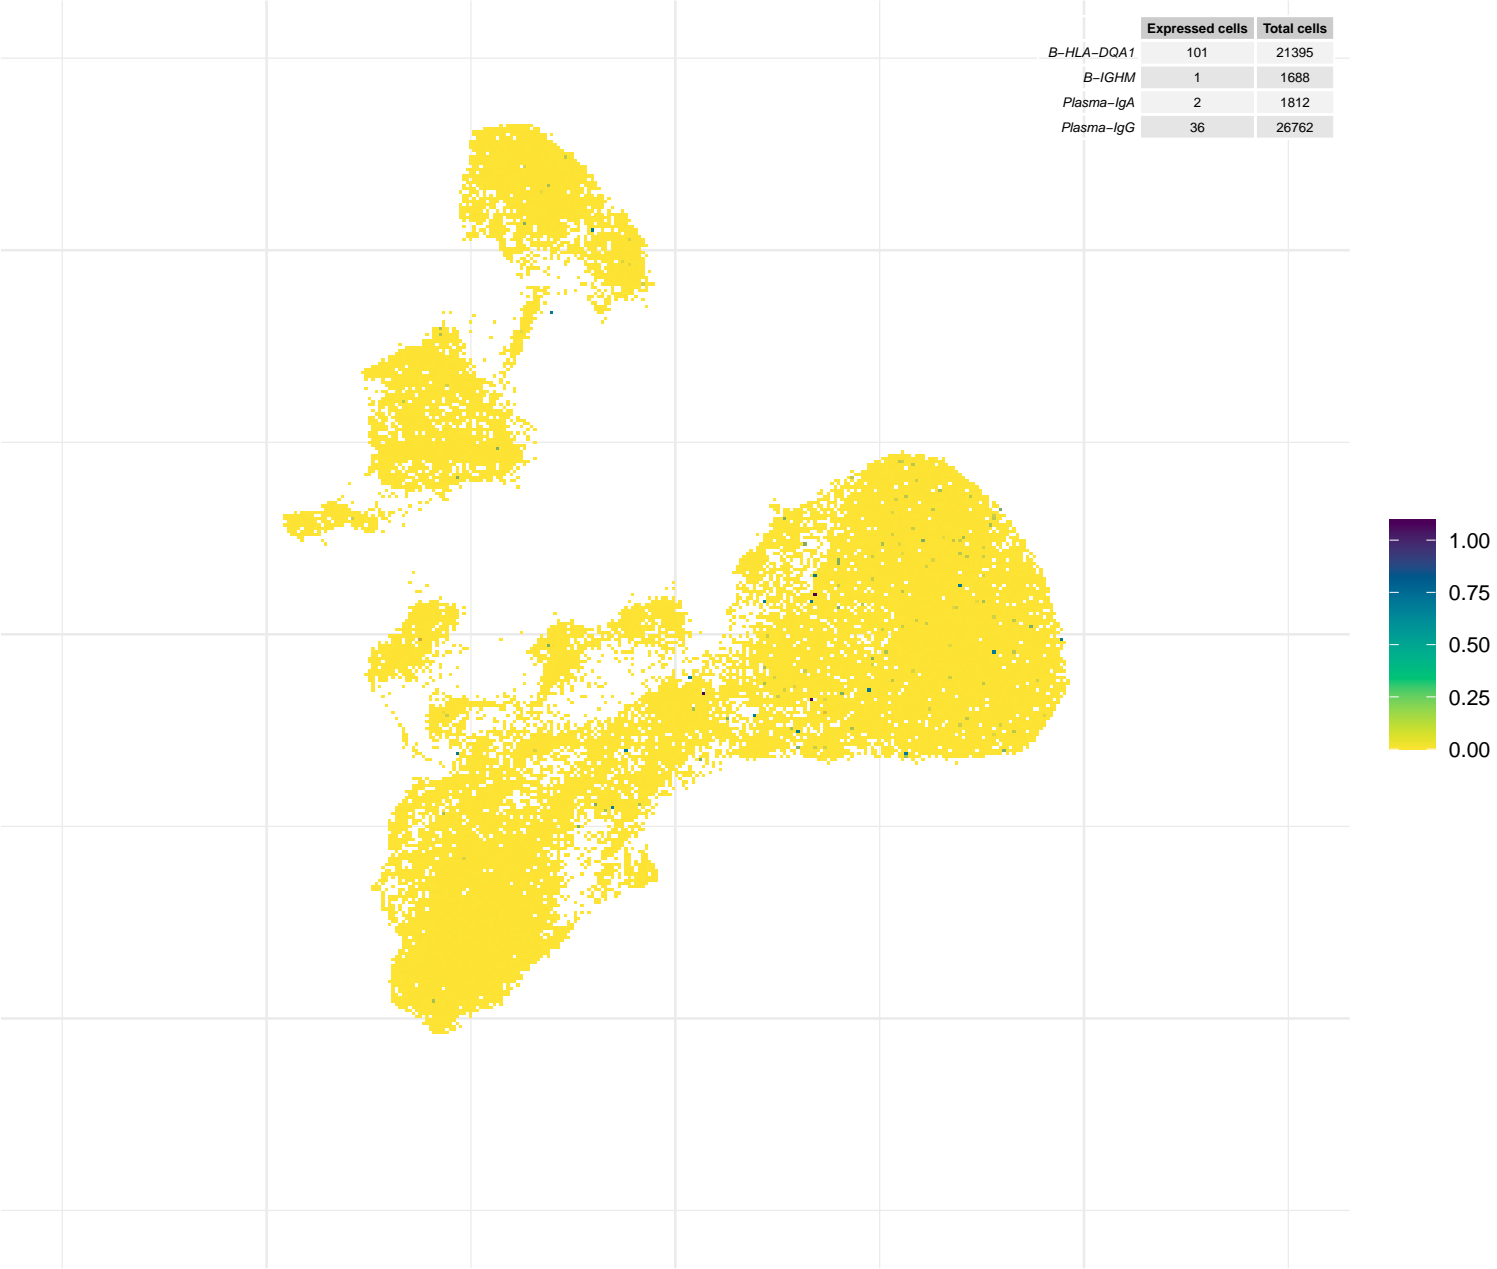 Expressed cells Total cells
B−HLA−DQA1 101 21395
B−IGHM 1 1688
Plasma−IgA 2 1812
Plasma−IgG 36 26762
1.00
0.75
0.50
0.25
0.00